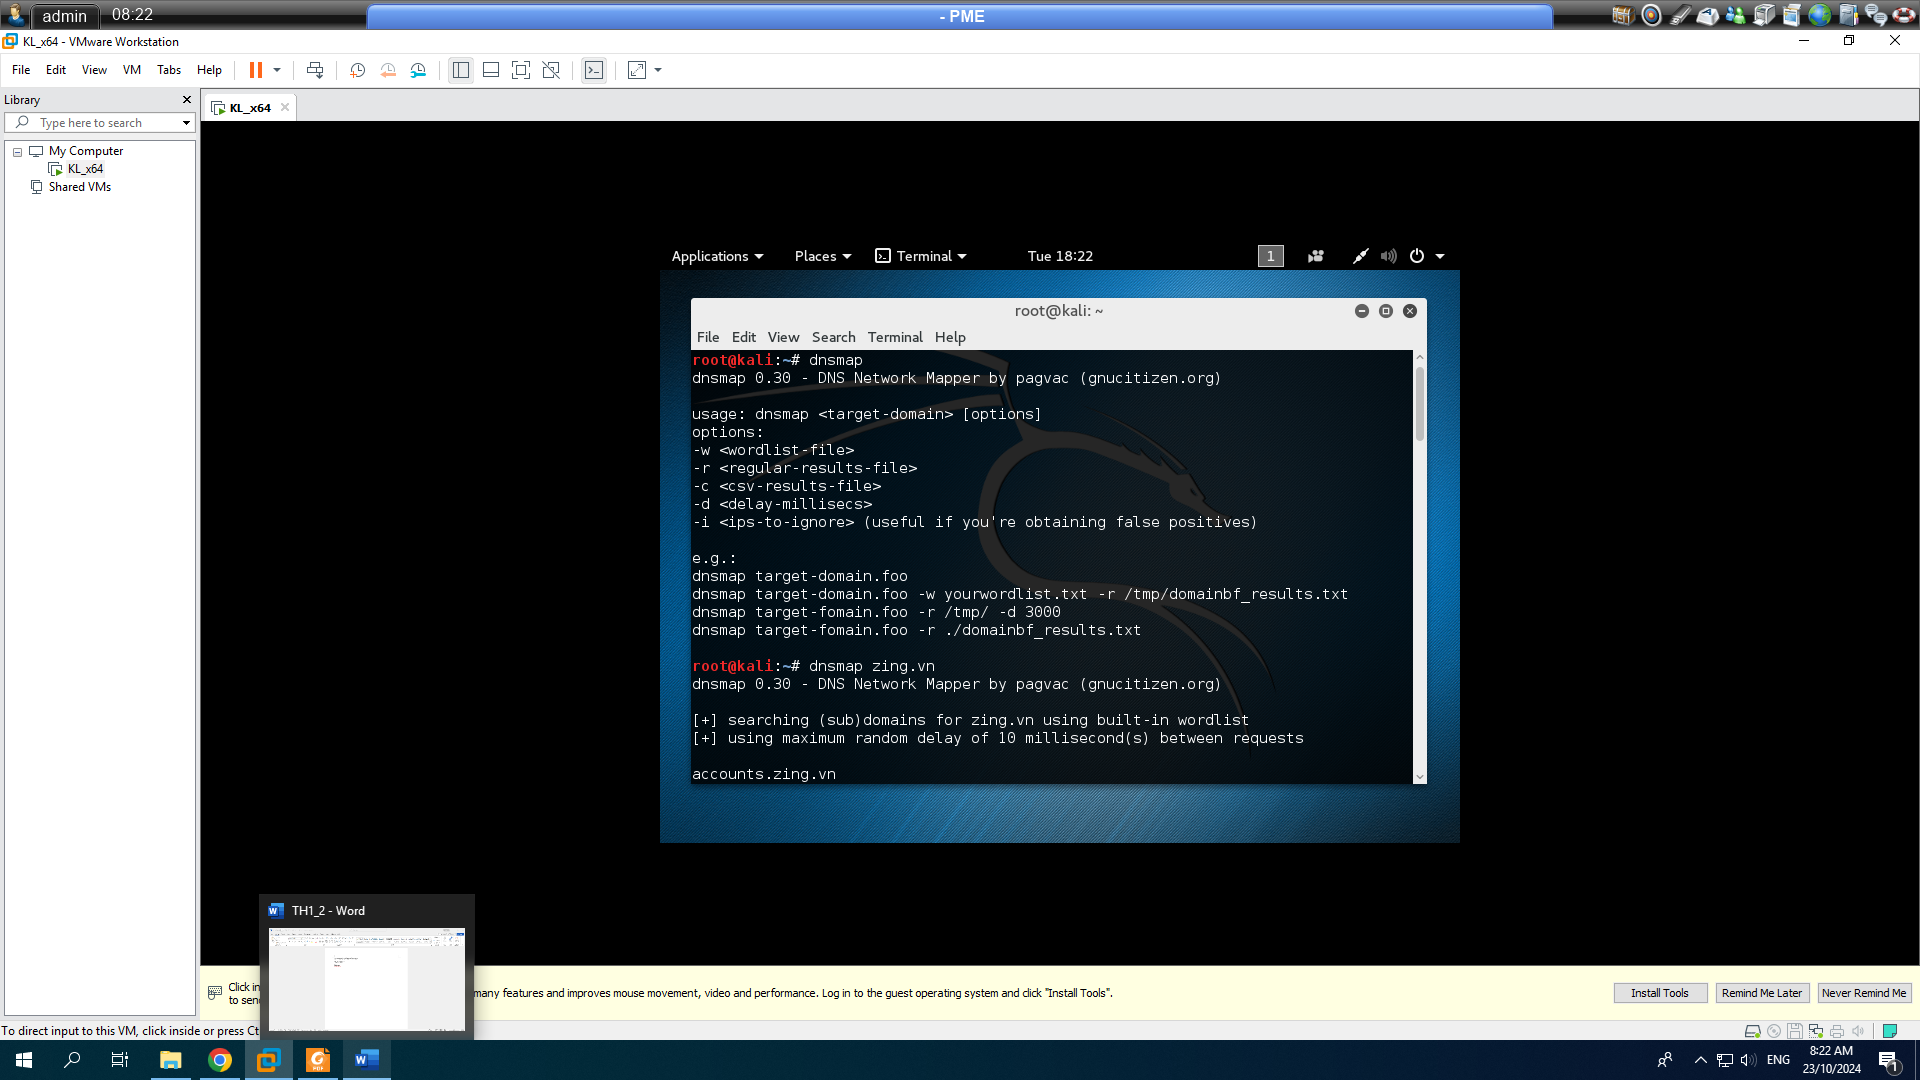 admin
08:22
- PME
KL_x64 - VMware Workstation
File Edit View VM Tabs Help
Library
KL_x64
Type here to search
My Computer
KL_x64
Shared VMs
Applications Places Terminal Tue 18:22 1
root@kali: ~
File Edit View Search Terminal Help
root@kali:~# dnsmap
dnsmap 0.30 - DNS Network Mapper by pagvac (gnucitizen.org)
usage: dnsmap <target-domain> [options]
options:
-w <wordlist-file>
-r <regular-results-file>
-c <csv-results-file>
-d <delay-millisecs>
-i <ips-to-ignore> (useful if you're obtaining false positives)
e.g.:
dnsmap target-domain.foo
dnsmap target-domain.foo -w yourwordlist.txt -r /tmp/domainbf_results.txt
dnsmap target-fomain.foo -r /tmp/ -d 3000
dnsmap target-fomain.foo -r ./domainbf_results.txt
root@kali:~# dnsmap zing.vn
dnsmap 0.30 - DNS Network Mapper by pagvac (gnucitizen.org)
[+] searching (sub)domains for zing.vn using built-in wordlist
[+] using maximum random delay of 10 millisecond(s) between requests
accounts.zing.vn
TH1_2 - Word
Click in
to send
many features and improves mouse movement, video and performance. Log in to the guest operating system and click "Install Tools".
Install Tools
Remind Me Later
Never Remind Me
To direct input to this VM, click inside or press Ct
ENG
8:22 AM
23/10/2024
1